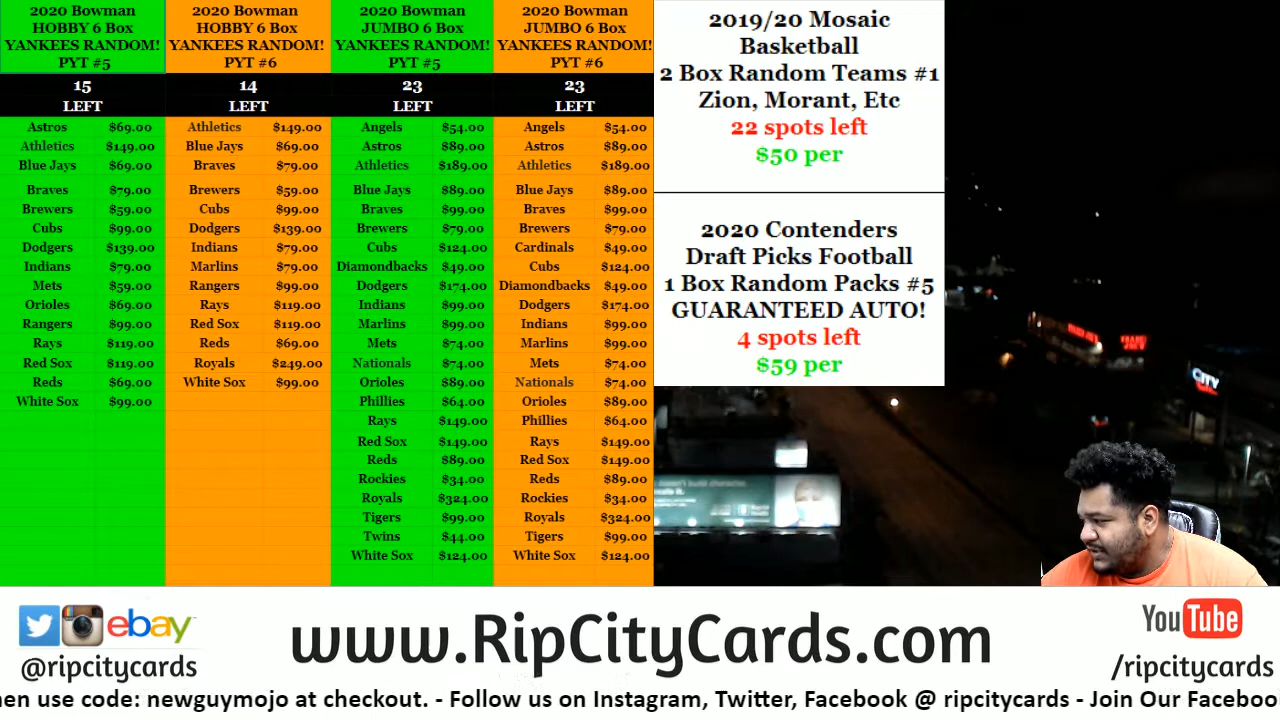 2020 Bowman
HOBBY 6 Box
YANKEES RANDOM!
PYT #5
15
LEFT
Astros $69.00
Athletics $149.00
Blue Jays $69.00
Braves $79.00
Brewers $59.00
Cubs $99.00
Dodgers $139.00
Indians $79.00
Mets $59.00
Orioles $69.00
Rangers $99.00
Rays $119.00
Red Sox $119.00
Reds $69.00
White Sox $99.00
2020 Bowman
HOBBY 6 Box
YANKEES RANDOM!
PYT #6
14
LEFT
Athletics $149.00
Blue Jays $69.00
Braves $79.00
Brewers $59.00
Cubs $99.00
Dodgers $139.00
Indians $79.00
Marlins $79.00
Rangers $99.00
Rays $119.00
Red Sox $119.00
Reds $69.00
Royals $249.00
White Sox $99.00
2020 Bowman
JUMBO 6 Box
YANKEES RANDOM!
PYT #5
23
LEFT
Angels $54.00
Astros $89.00
Athletics $189.00
Blue Jays $89.00
Braves $99.00
Brewers $79.00
Cubs $124.00
Diamondbacks $49.00
Dodgers $174.00
Indians $99.00
Marlins $99.00
Mets $74.00
Nationals $74.00
Orioles $89.00
Phillies $64.00
Rays $149.00
Red Sox $149.00
Reds $89.00
Rockies $34.00
Royals $324.00
Tigers $99.00
Twins $44.00
White Sox $124.00
2020 Bowman
JUMBO 6 Box
YANKEES RANDOM!
PYT #6
23
LEFT
Angels $54.00
Astros $89.00
Athletics $189.00
Blue Jays $89.00
Braves $99.00
Brewers $79.00
Cardinals $49.00
Cubs $124.00
Diamondbacks $49.00
Dodgers $174.00
Indians $99.00
Marlins $99.00
Mets $74.00
Nationals $74.00
Orioles $89.00
Phillies $64.00
Rays $149.00
Red Sox $149.00
Reds $89.00
Rockies $34.00
Royals $324.00
Tigers $99.00
White Sox $124.00
2019/20 Mosaic
Basketball
2 Box Random Teams #1
Zion, Morant, Etc
22 spots left
$50 per
2020 Contenders
Draft Picks Football
1 Box Random Packs #5
GUARANTEED AUTO!
4 spots left
$59 per
CITY
ebay
@ripcitycards
www.RipCityCards.com
YouTube
/ripcitycards
hen use code: newguymojo at checkout. - Follow us on Instagram, Twitter, Facebook @ ripcitycards - Join Our Faceboo